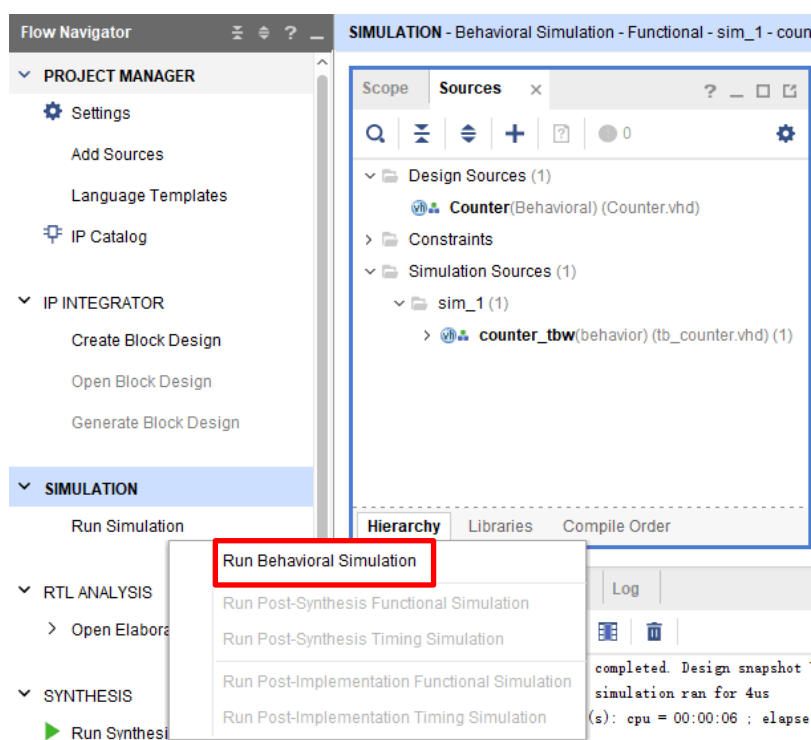 Flow Navigator
PROJECT MANAGER
Settings
Add Sources
Language Templates
IP Catalog
IP INTEGRATOR
Create Block Design
Open Block Design
Generate Block Design
SIMULATION
Run Simulation
RTL ANALYSIS
Open Elabora
SYNTHESIS
Run Synthesi
SIMULATION - Behavioral Simulation - Functional - sim_1 - coun
Scope Sources
0
Design Sources (1)
Counter(Behavioral) (Counter.vhd)
Constraints
Simulation Sources (1)
sim_1 (1)
counter_tbw(behavior) (tb_counter.vhd) (1)
Hierarchy Libraries Compile Order
Run Behavioral Simulation
Run Post-Synthesis Functional Simulation
Run Post-Synthesis Timing Simulation
Run Post-Implementation Functional Simulation
Run Post-Implementation Timing Simulation
Log
completed. Design snapshot
simulation ran for 4us
(s): cpu = 00:00:06 ; elapse